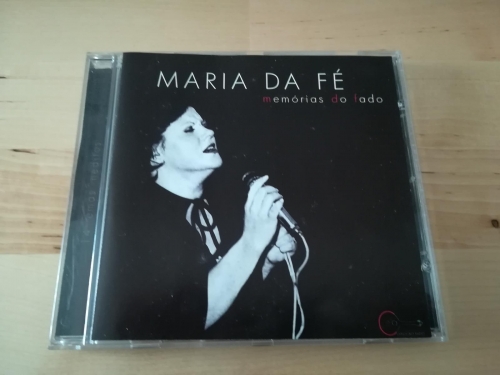 MARIA DA FÉ
memórias do fado